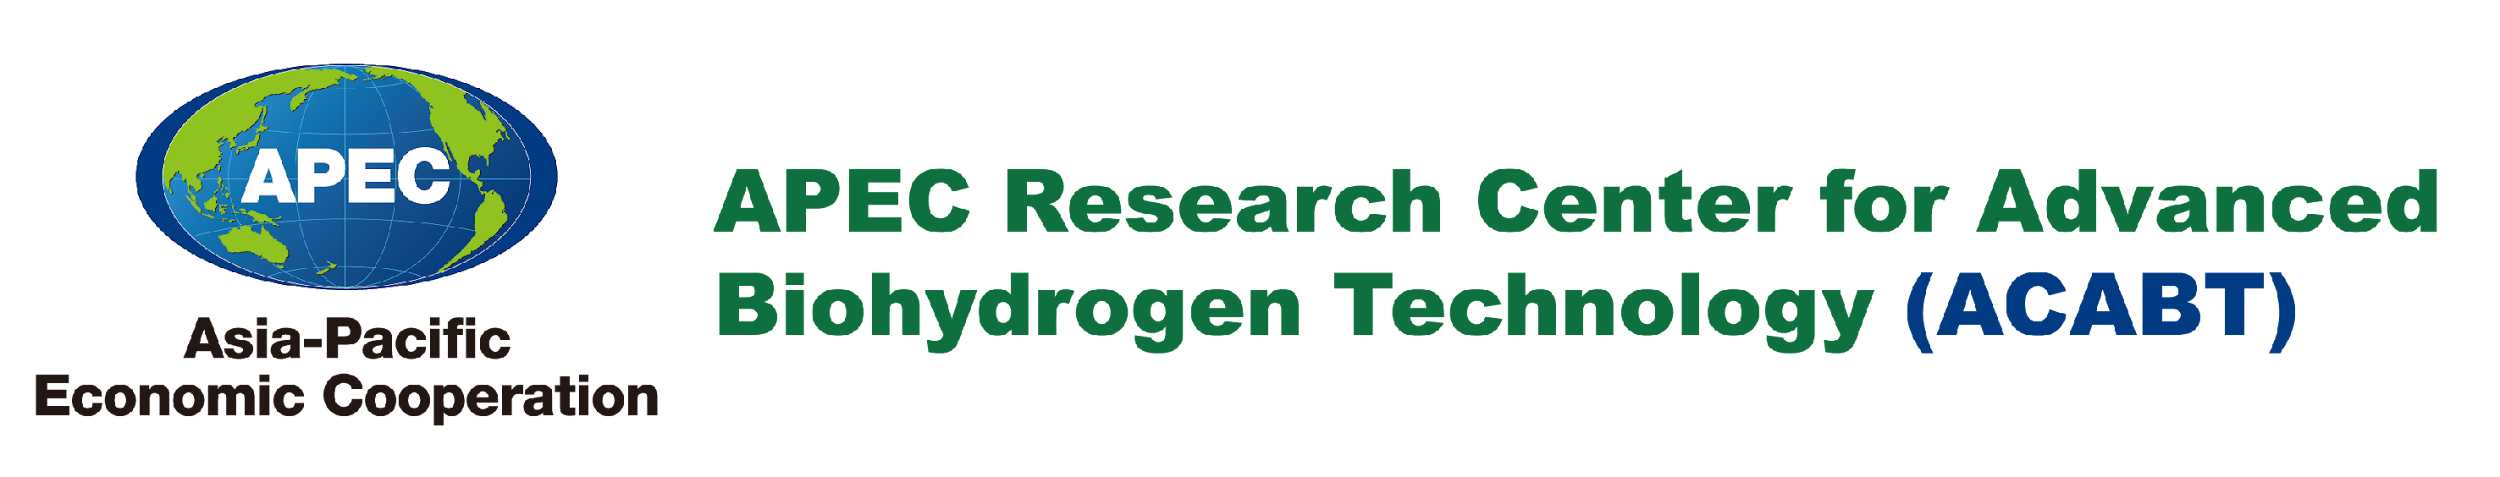 APEC
Asia-Pacific
Economic Cooperation
APEC Research Center for Advanced
Biohydrogen Technology (ACABT)